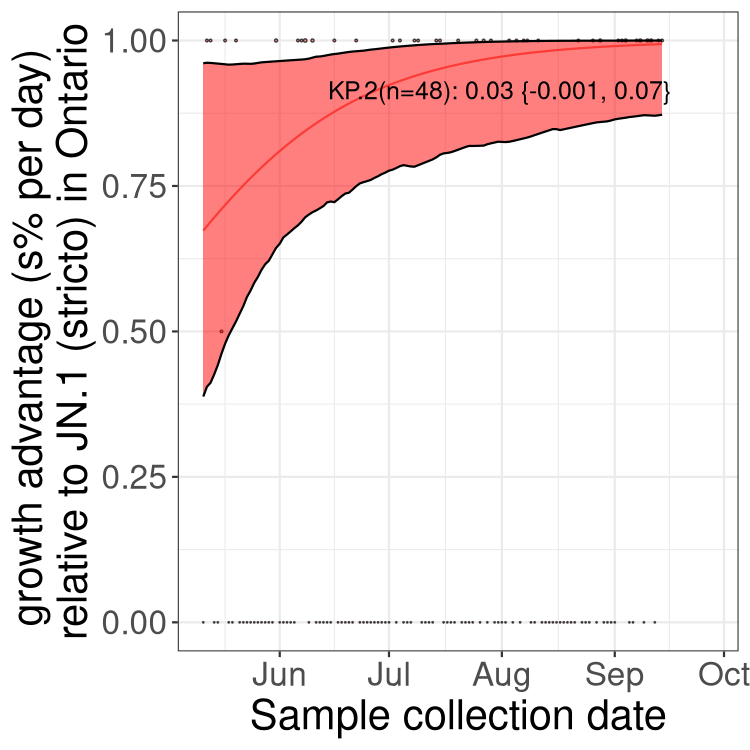 growth advantage (s% per day)
relative to JN.1 (stricto) in Ontario
1.00
0.75
0.50
0.25
0.00
KP.2(n=48): 0.03 {-0.001, 0.07}
Jun Jul Aug Sep Oct
Sample collection date